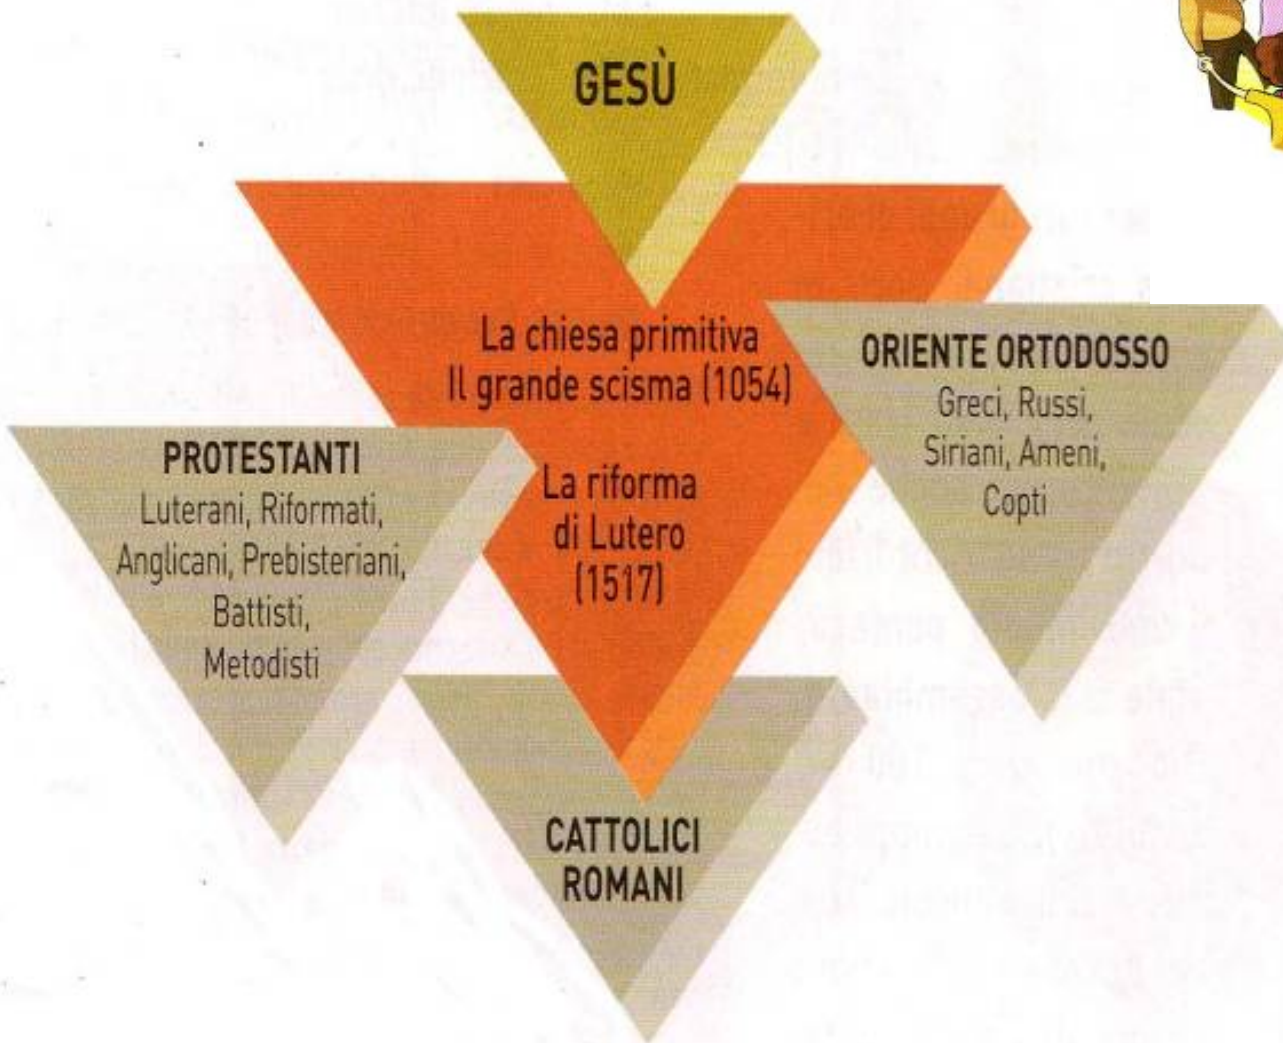 GESÙ
La chiesa primitiva
Il grande scisma (1054)
La riforma
di Lutero
(1517)
ORIENTE ORTODOSSO
Greci, Russi,
Siriani, Ameni,
Copti
PROTESTANTI
Luterani, Riformati,
Anglicani, Prebisteriani,
Battisti,
Metodisti
CATTOLICI
ROMANI